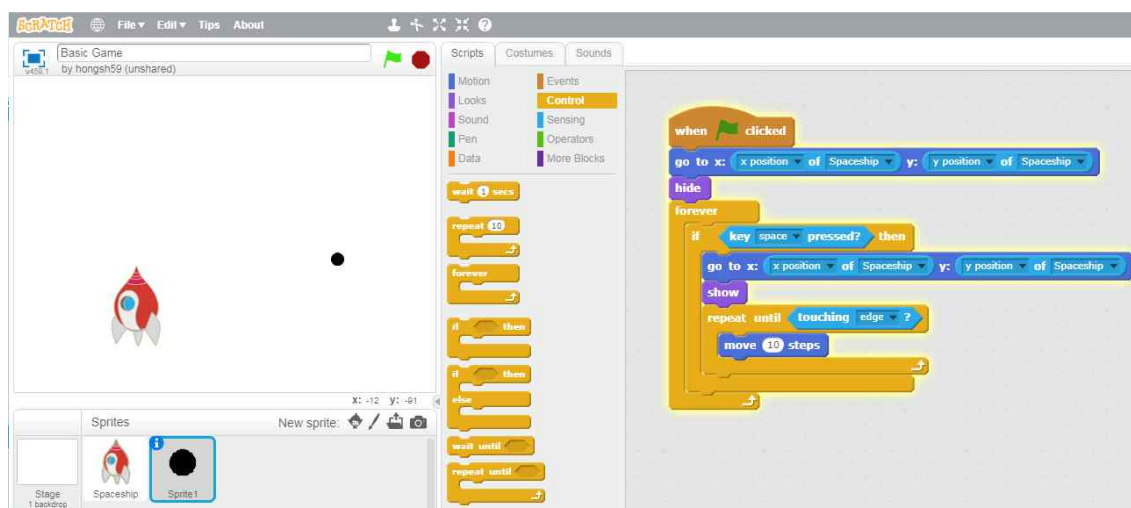 SCRATCH File Edit Tips About
Basic Game
v459.1 by hongsh59 (unshared)
X: -12 y: -91
Sprites New sprite:
Stage
1 backdrop
Spaceship
Sprite1
Scripts Costumes Sounds
Motion Events
Looks Control
Sound Sensing
Pen Operators
Data More Blocks
wait 1 secs
repeat 10
forever
if then
if then
else
wait until
repeat until
when clicked
go to x: x position of Spaceship y: y position of Spaceship
hide
forever
if key space pressed? then
go to x: x position of Spaceship y: y position of Spaceship
show
repeat until touching edge ?
move 10 steps